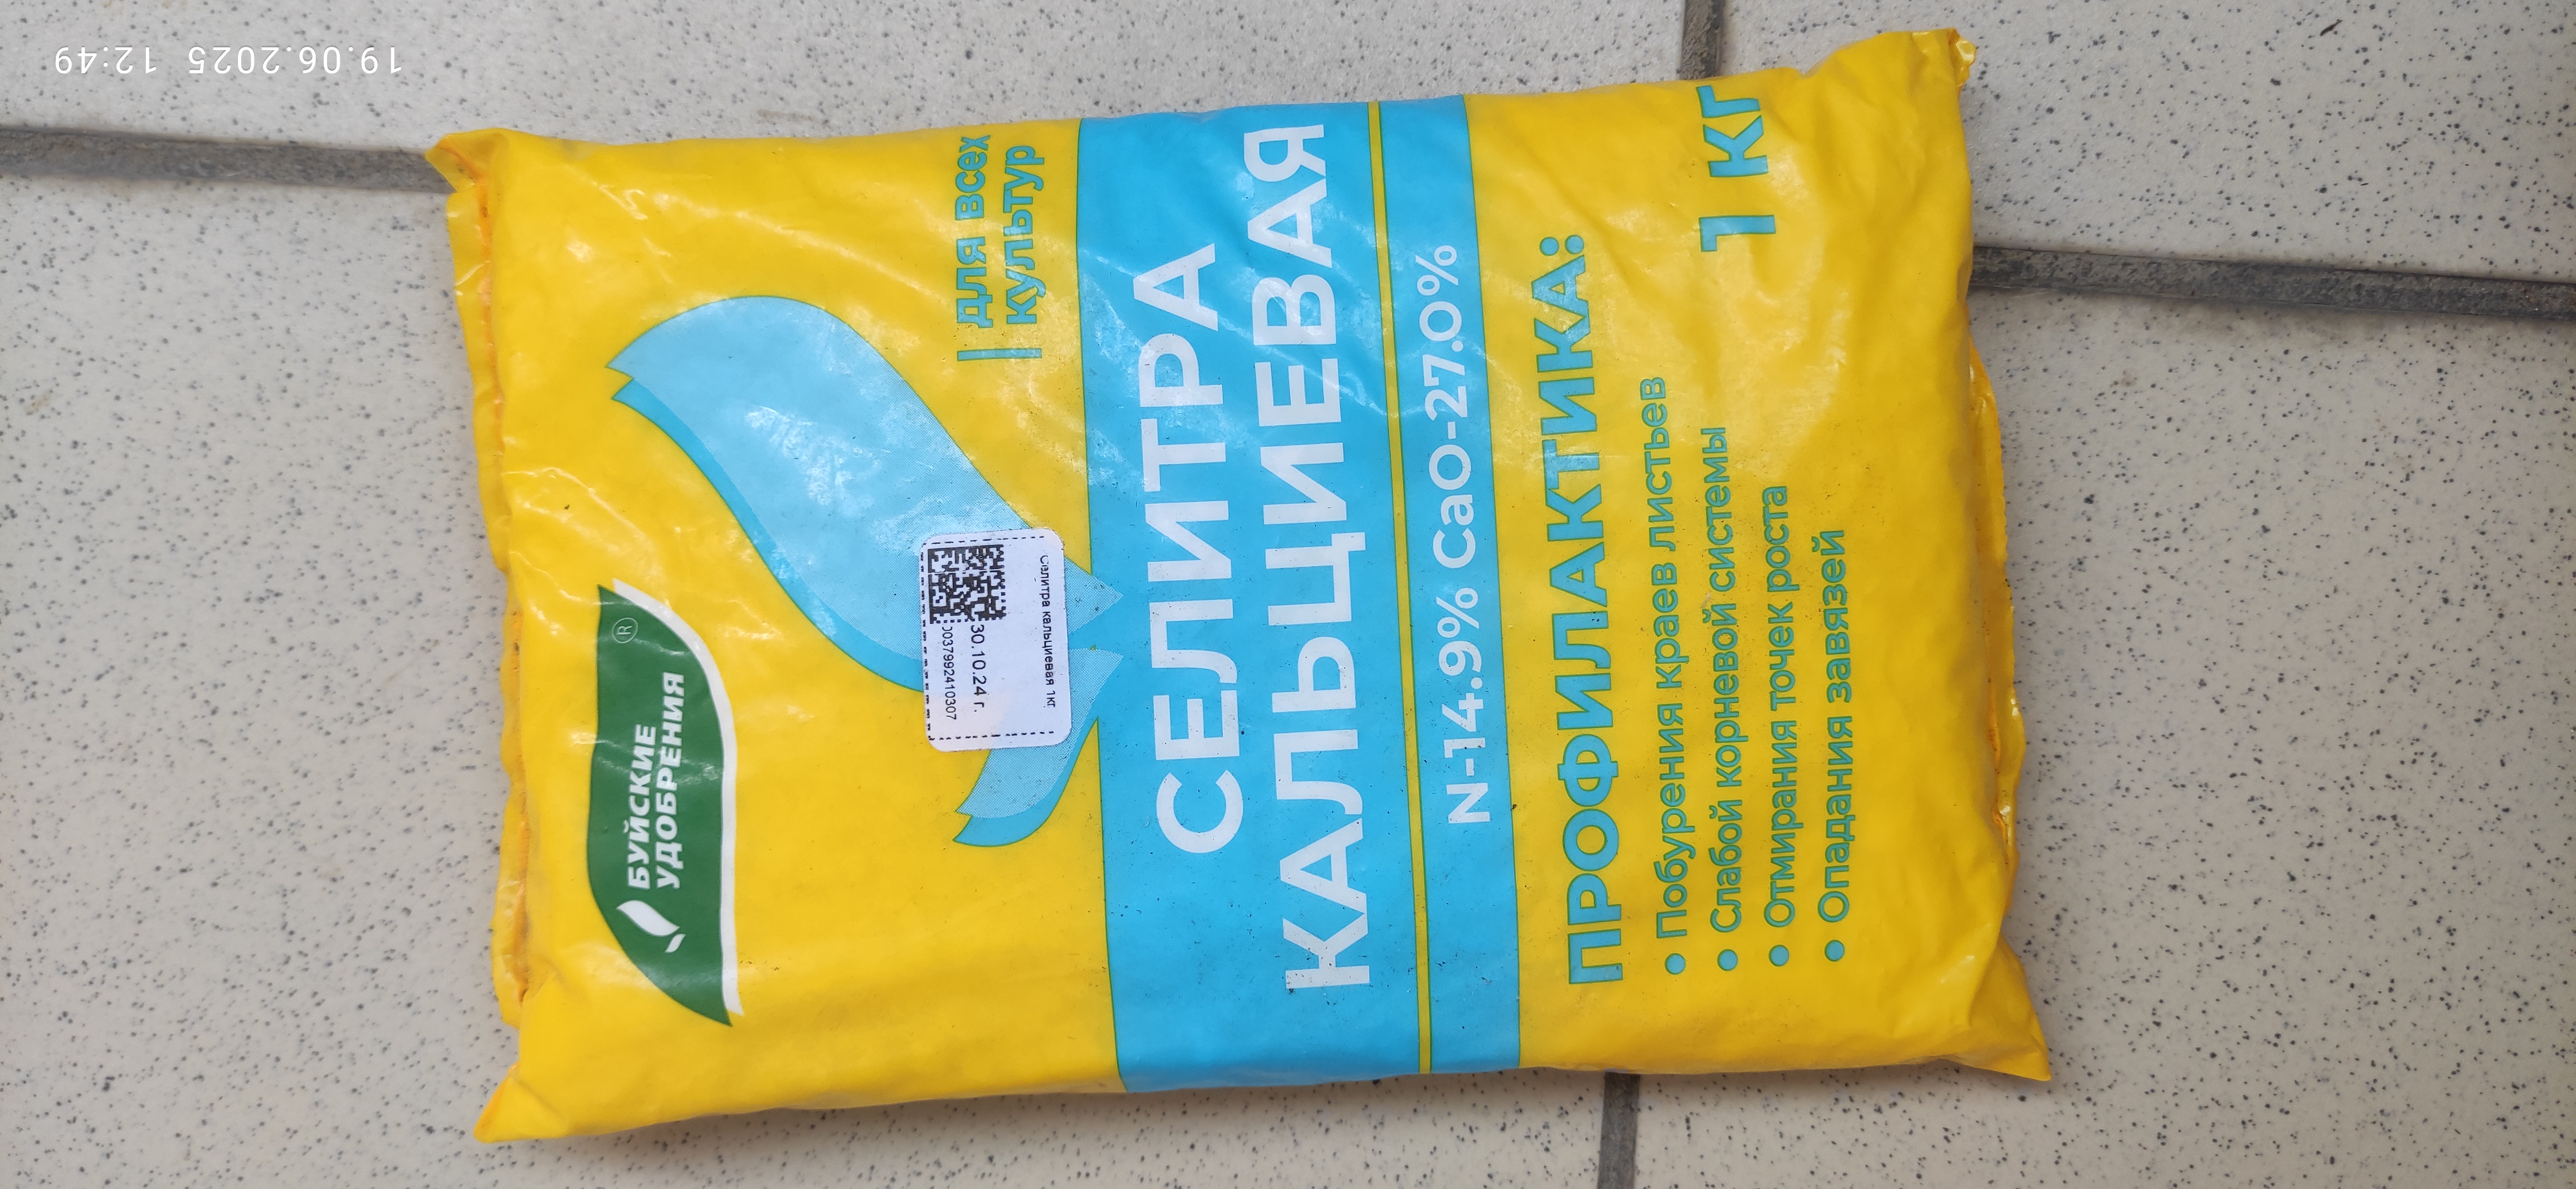 19.06.2025 12:49
БУЙСКИЕ
УДОБРЕНИЯ
®
для всех
культур
0037992410307
30.10.24 г.
Селитра кальциевая 1кг
СЕЛИТРА
КАЛЬЦИЕВАЯ
N-14.9% CaO-27.0%
ПРОФИЛАКТИКА:
• Побурения краев листьев
• Слабой корневой системы
• Отмирания точек роста
• Опадания завязей
1 кг